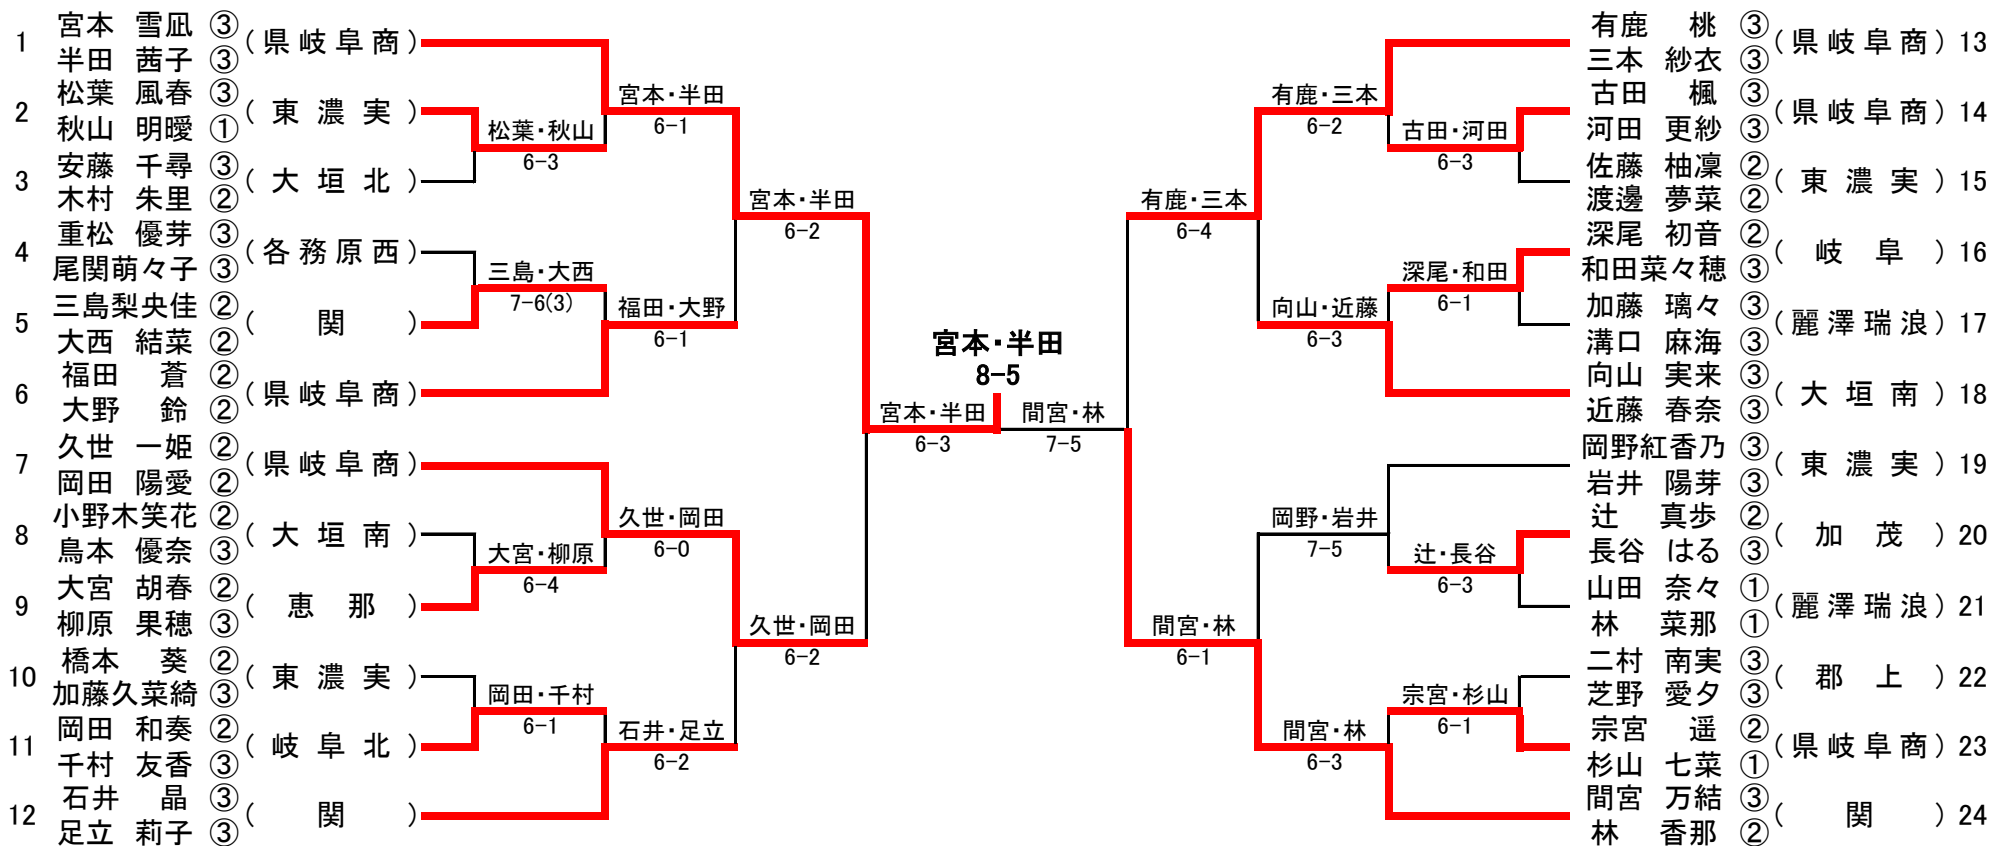 1 宮本 雪凪 ③ (県岐阜商)
半田 茜子 ③
2 松葉 風春 ③ (東濃実)
秋山 明曖 ①
3 安藤 千尋 ③ (大垣北)
木村 朱里 ②
4 重松 優芽 ③ (各務原西)
尾関萌々子 ③
5 三島梨央佳 ② (関)
大西 結菜 ②
6 福田 蒼 ② (県岐阜商)
大野 鈴 ②
7 久世 一姫 ② (県岐阜商)
岡田 陽愛 ②
8 小野木笑花 ② (大垣南)
鳥本 優奈 ③
9 大宮 胡春 ② (恵那)
柳原 果穂 ③
10 橋本 葵 ② (東濃実)
加藤久菜綺 ③
11 岡田 和奏 ② (岐阜北)
千村 友香 ③
12 石井 晶 ③ (関)
足立 莉子 ③
松葉・秋山
6-3
三島・大西
7-6(3)
大宮・柳原
6-4
岡田・千村
6-1
宮本・半田
6-1
福田・大野
6-1
久世・岡田
6-0
石井・足立
6-2
宮本・半田
6-2
久世・岡田
6-2
宮本・半田
6-3
宮本・半田
8-5
間宮・林
7-5
有鹿・三本
6-4
間宮・林
6-1
有鹿・三本
6-2
向山・近藤
6-3
岡野・岩井
7-5
間宮・林
6-3
古田・河田
6-3
深尾・和田
6-1
辻・長谷
6-3
宗宮・杉山
6-1
有鹿 桃 ③ (県岐阜商) 13
三本 紗衣 ③
古田 楓 ③ (県岐阜商) 14
河田 更紗 ③
佐藤 柚凜 ② (東濃実) 15
渡邊 夢菜 ②
深尾 初音 ② (岐阜) 16
和田菜々穂 ③
加藤 璃々 ③ (麗澤瑞浪) 17
溝口 麻海 ③
向山 実来 ③ (大垣南) 18
近藤 春奈 ③
岡野紅香乃 ③ (東濃実) 19
岩井 陽芽 ③
辻 真歩 ② (加茂) 20
長谷 はる ③
山田 奈々 ① (麗澤瑞浪) 21
林 菜那 ①
二村 南実 ③ (郡上) 22
芝野 愛夕 ③
宗宮 遥 ② (県岐阜商) 23
杉山 七菜 ①
間宮 万結 ③ (関) 24
林 香那 ②